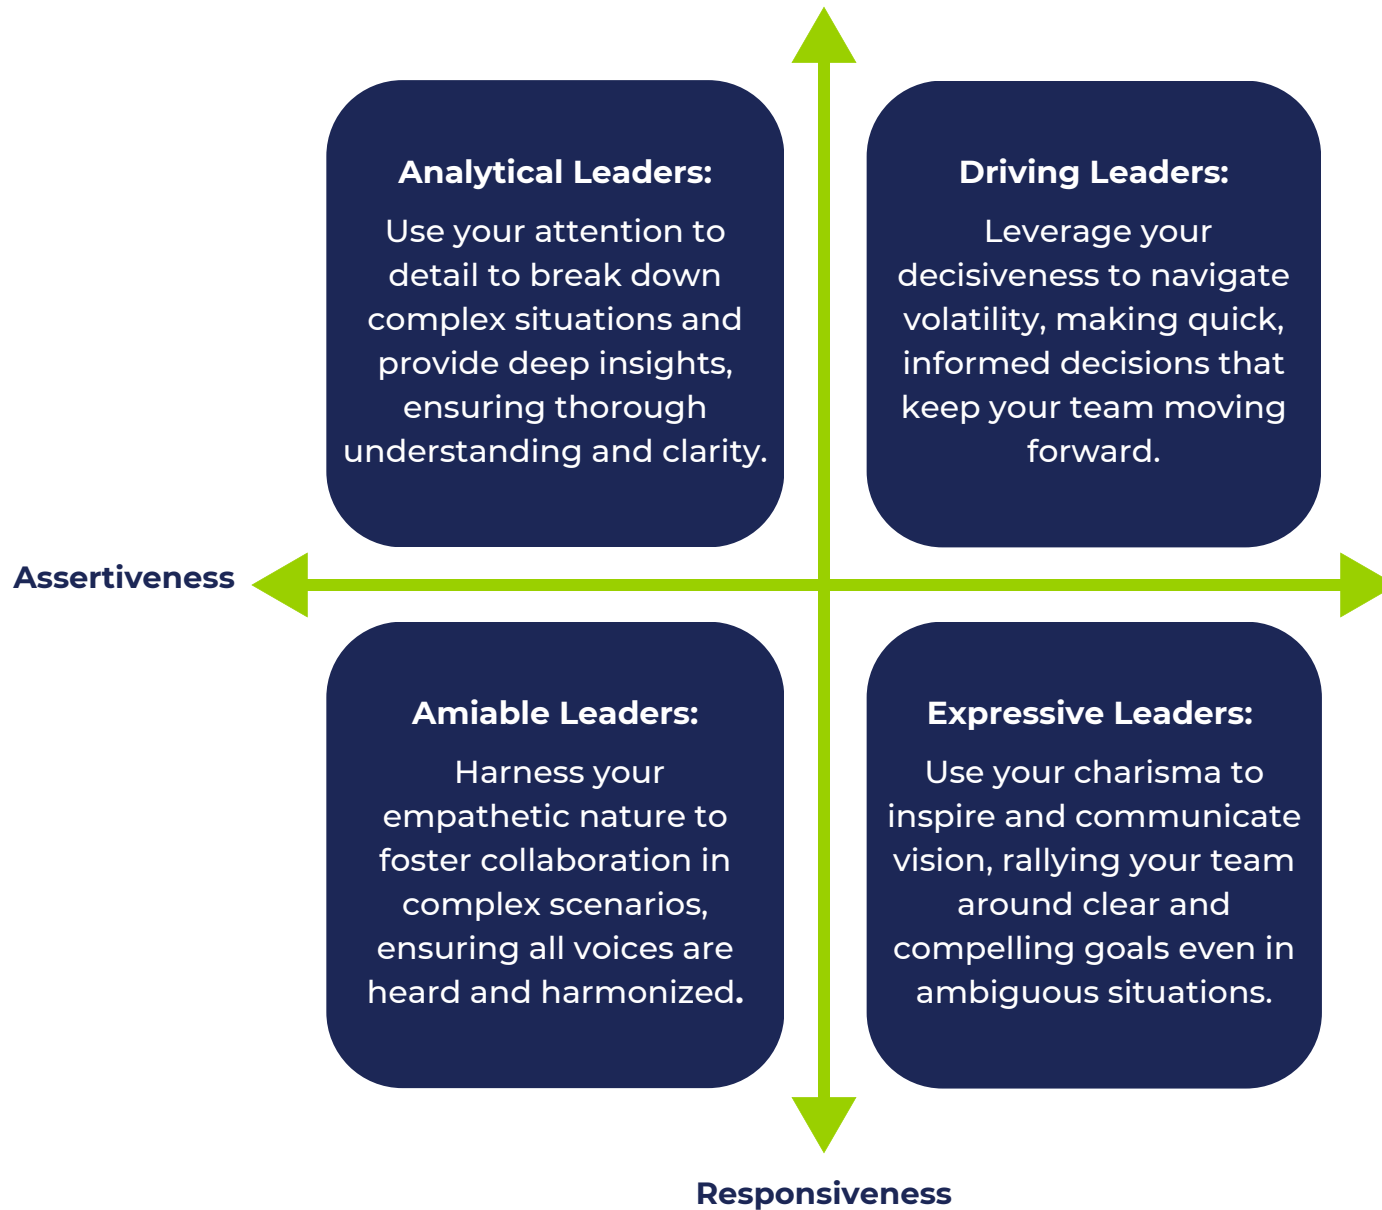 Analytical Leaders:
Use your attention to
detail to break down
complex situations and
provide deep insights,
ensuring thorough
understanding and clarity.
Driving Leaders:
Leverage your
decisiveness to navigate
volatility, making quick,
informed decisions that
keep your team moving
forward.
Assertiveness
Amiable Leaders:
Harness your
empathetic nature to
foster collaboration in
complex scenarios,
ensuring all voices are
heard and harmonized.
Expressive Leaders:
Use your charisma to
inspire and communicate
vision, rallying your team
around clear and
compelling goals even in
ambiguous situations.
Responsiveness